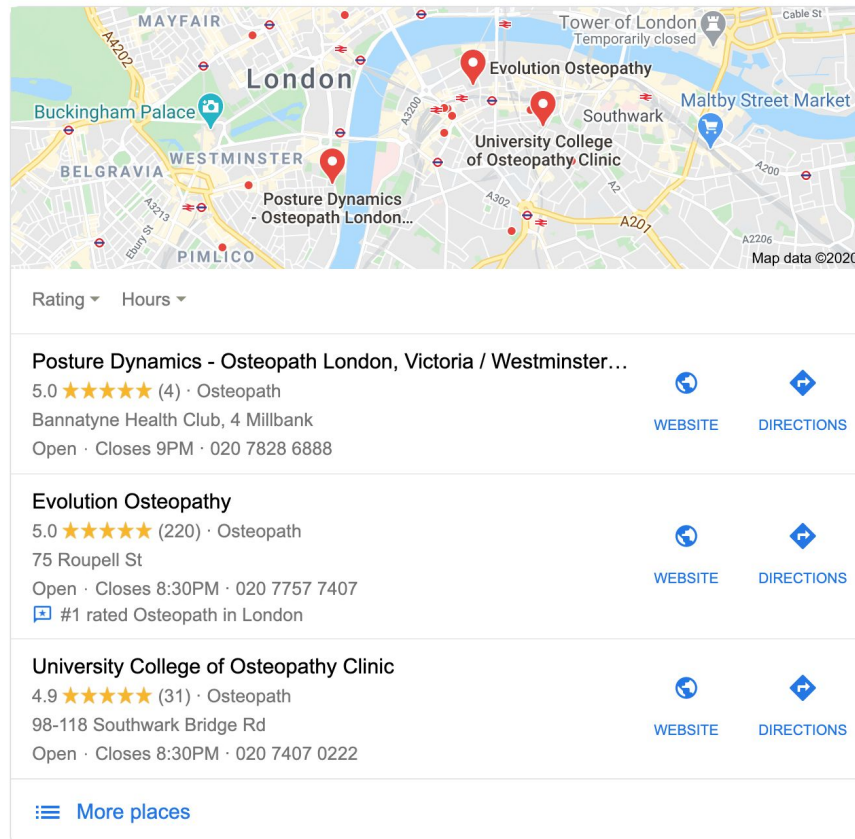 MAYFAIR
A4202
London
Tower of London
Temporarily closed
Cable St
Evolution Osteopathy
Buckingham Palace
A3200
Southwark
Maltby Street Market
University College
of Osteopathy Clinic
WESTMINSTER
BELGRAVIA
A200
Posture Dynamics
- Osteopath London...
A302
A2
A3213
A201
Ebury St
PIMLICO
A2206
Map data ©2020
Rating
Hours
Posture Dynamics - Osteopath London, Victoria / Westminster...
5.0 ★★★★★ (4) · Osteopath
Bannatyne Health Club, 4 Millbank
Open · Closes 9PM · 020 7828 6888
WEBSITE
DIRECTIONS
Evolution Osteopathy
5.0 ★★★★★ (220) · Osteopath
75 Roupell St
Open · Closes 8:30PM · 020 7757 7407
#1 rated Osteopath in London
WEBSITE
DIRECTIONS
University College of Osteopathy Clinic
4.9 ★★★★★ (31) · Osteopath
98-118 Southwark Bridge Rd
Open · Closes 8:30PM · 020 7407 0222
WEBSITE
DIRECTIONS
More places